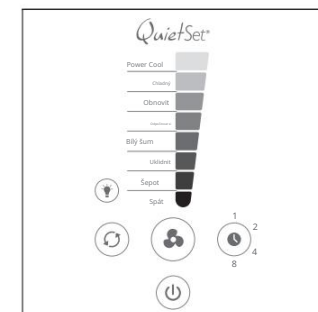 QuietSet®
Power Cool
Chladný
Obnovit
Bílý šum
Uklidnit
Šepot
Spát
1
2
4
8